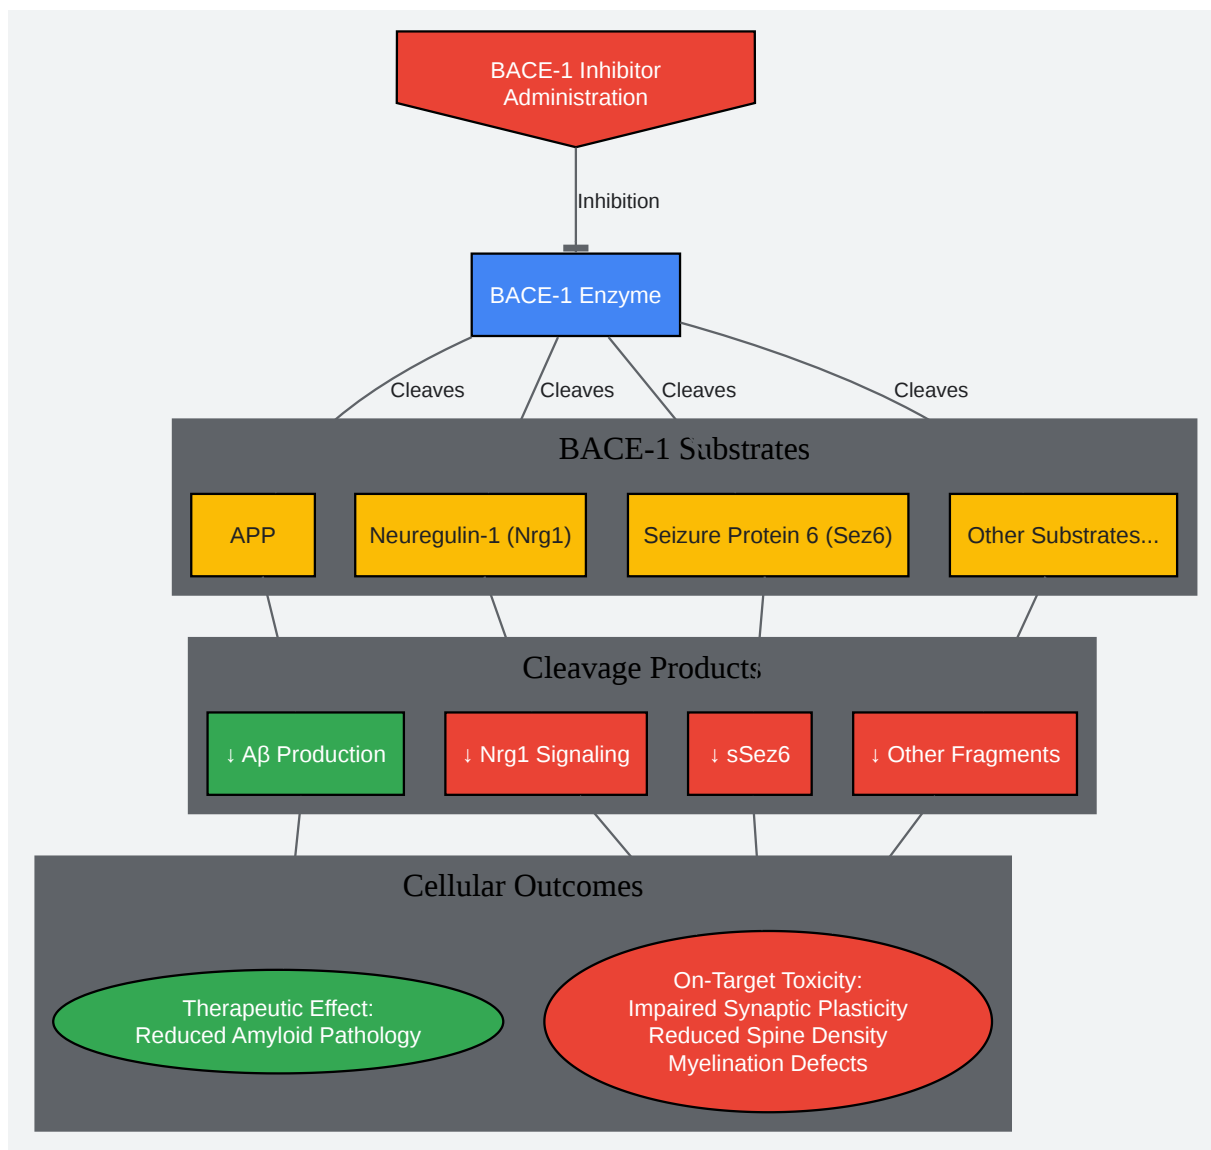 BACE-1 Inhibitor
Administration
Inhibition
BACE-1 Enzyme
Cleaves
Cleaves
Cleaves
Cleaves
BACE-1 Substrates
APP
Neuregulin-1 (Nrg1)
Seizure Protein 6 (Sez6)
Other Substrates...
Cleavage Products
↓ Aβ Production
↓ Nrg1 Signaling
↓ sSez6
↓ Other Fragments
Cellular Outcomes
Therapeutic Effect:
Reduced Amyloid Pathology
On-Target Toxicity:
Impaired Synaptic Plasticity
Reduced Spine Density
Myelination Defects